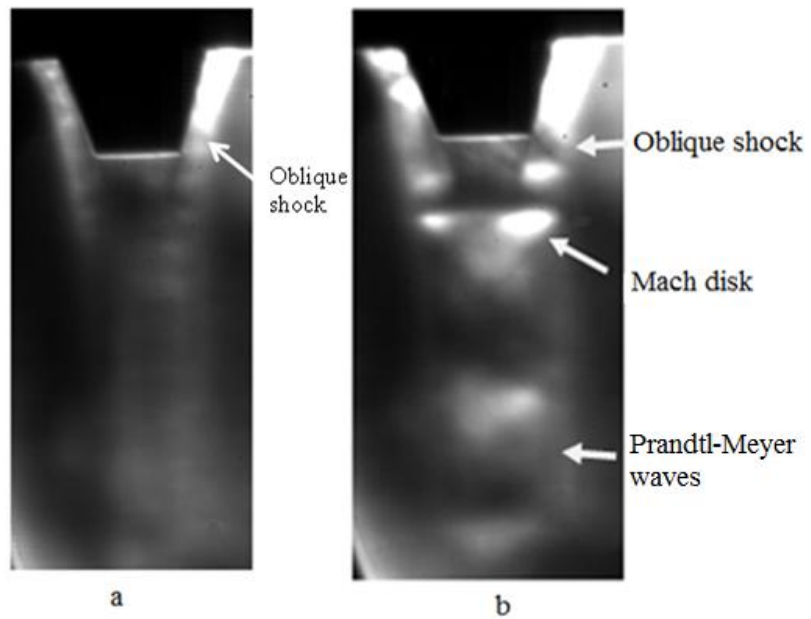 Oblique
shock
Oblique shock
Mach disk
Prandtl-Meyer
waves
a
b